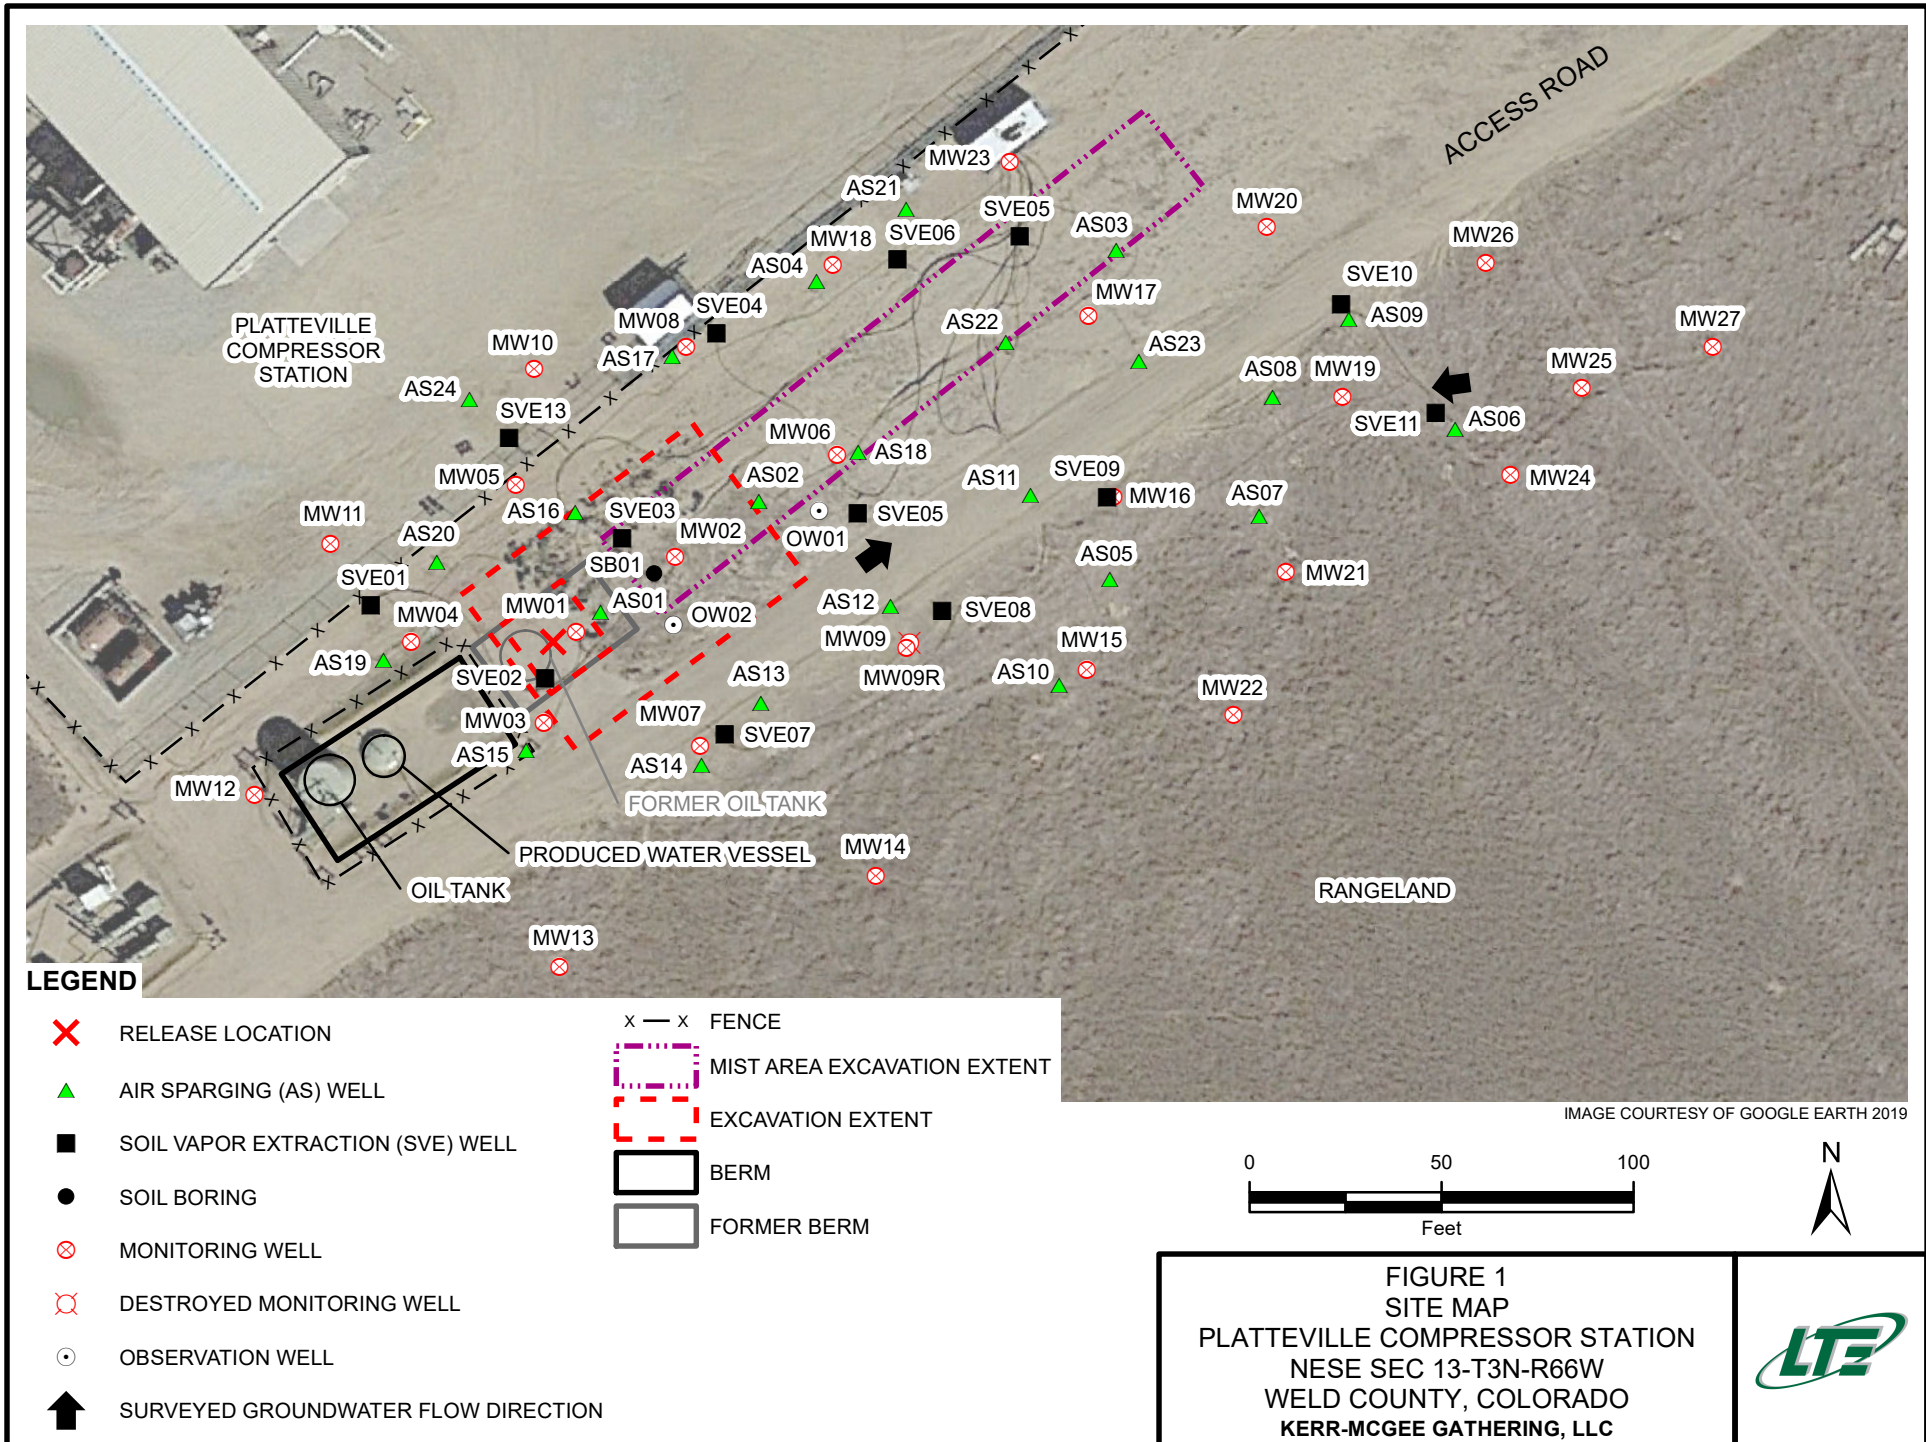 ACCESS ROAD
MW23
AS21
SVE05
MW20
AS03
MW18
SVE06
MW26
AS04
SVE10
MW17
SVE04
AS09
MW08
PLATTEVILLE
COMPRESSOR
STATION
AS22
MW27
MW10
AS17
AS23
MW25
AS08
MW19
AS24
SVE13
SVE11
AS06
MW06
AS18
MW05
AS02
AS11
SVE09
MW16
MW24
AS07
AS16
SVE03
SVE05
MW11
OW01
MW02
AS20
SB01
AS05
MW21
SVE01
MW01
AS01
OW02
AS12
SVE08
MW04
MW09
MW15
AS19
SVE02
MW09R
AS10
AS13
MW22
MW03
MW07
SVE07
AS15
AS14
MW12
FORMER OIL TANK
PRODUCED WATER VESSEL
MW14
OIL TANK
RANGELAND
MW13
LEGEND
RELEASE LOCATION
AIR SPARGING (AS) WELL
SOIL VAPOR EXTRACTION (SVE) WELL
SOIL BORING
MONITORING WELL
DESTROYED MONITORING WELL
OBSERVATION WELL
SURVEYED GROUNDWATER FLOW DIRECTION
X — X FENCE
MIST AREA EXCAVATION EXTENT
EXCAVATION EXTENT
BERM
FORMER BERM
IMAGE COURTESY OF GOOGLE EARTH 2019
0 50 100
Feet
N
FIGURE 1
SITE MAP
PLATTEVILLE COMPRESSOR STATION
NESE SEC 13-T3N-R66W
WELD COUNTY, COLORADO
KERR-MCGEE GATHERING, LLC
LTE